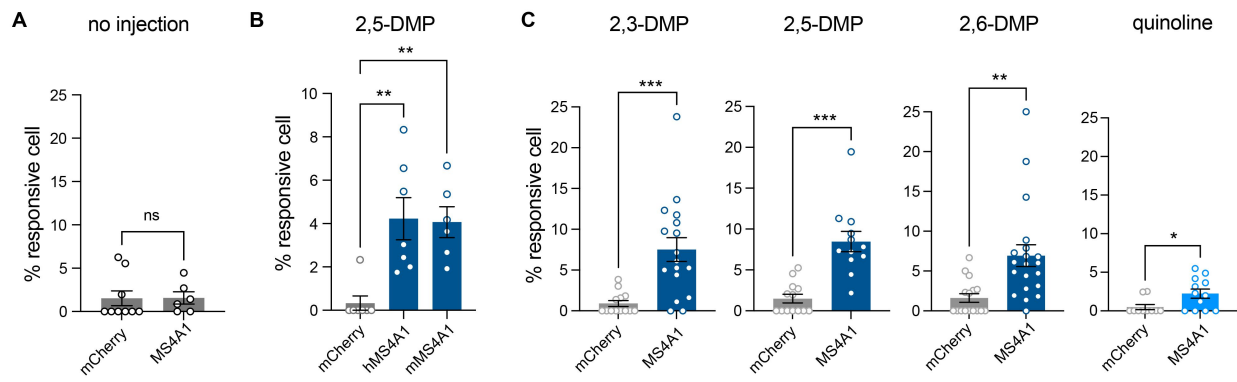 A no injection
% responsive cell
25
20
15
10
5
0
ns
mCherry
MS4A1
B 2,5-DMP
% responsive cell
10
8
6
4
2
0
**
**
mCherry
hMS4A1
mMS4A1
C 2,3-DMP
% responsive cell
25
20
15
10
5
0
***
mCherry
MS4A1
2,5-DMP
25
20
15
10
5
0
***
mCherry
MS4A1
2,6-DMP
25
20
15
10
5
0
**
mCherry
MS4A1
quinoline
25
20
15
10
5
0
*
mCherry
MS4A1